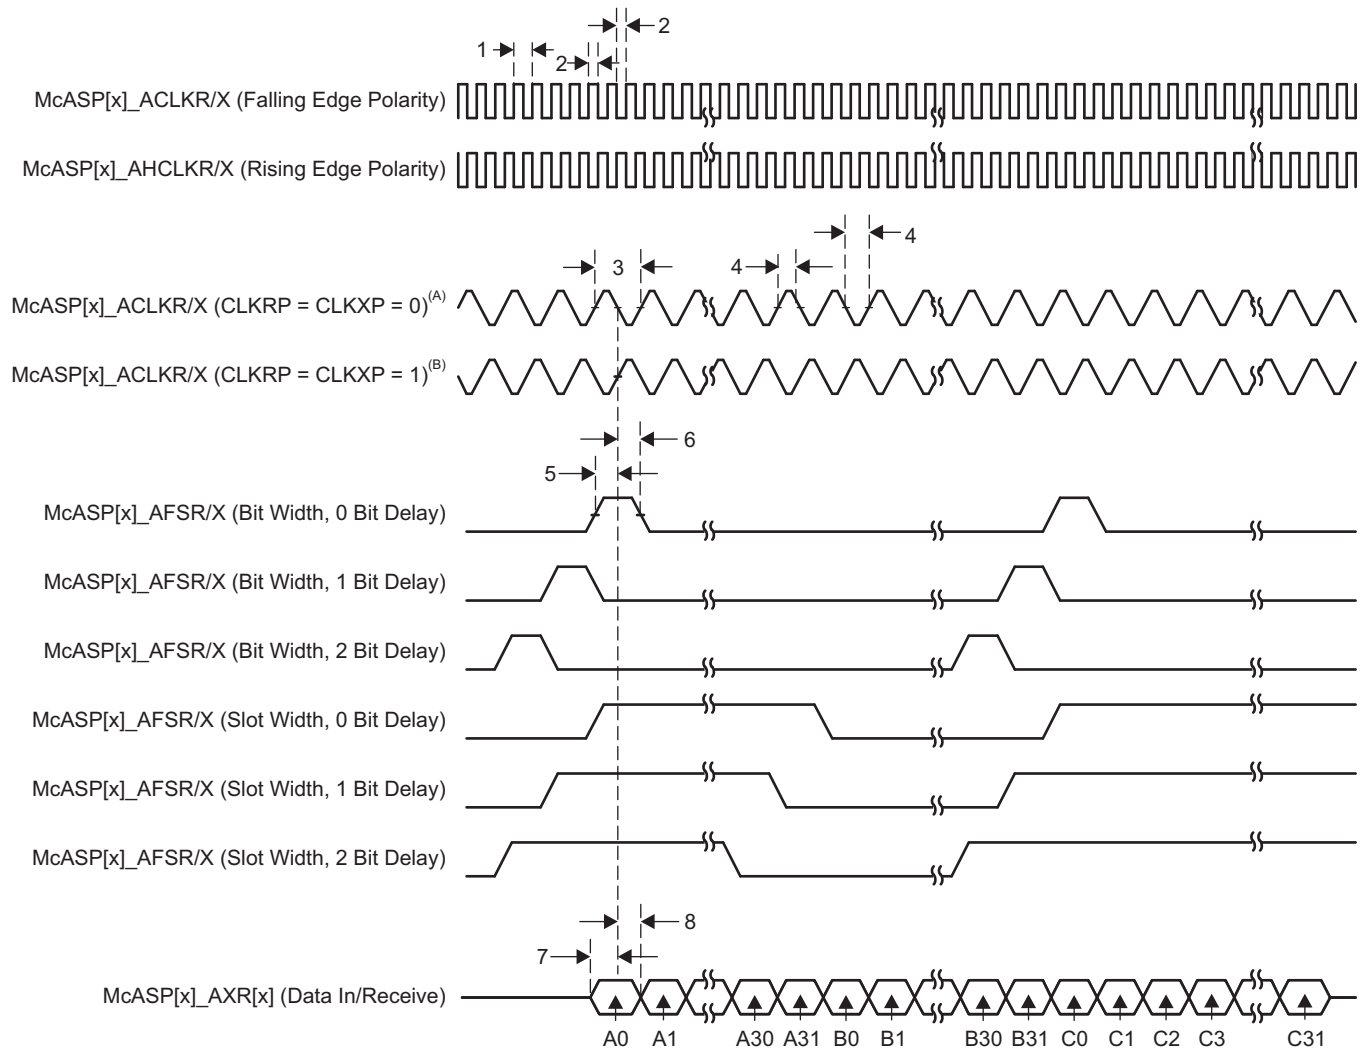 2
1
2
McASP[x]_ACLKR/X (Falling Edge Polarity)
McASP[x]_AHCLKR/X (Rising Edge Polarity)
4
3
4
McASP[x]_ACLKR/X (CLKRP = CLKXP = 0)(A)
McASP[x]_ACLKR/X (CLKRP = CLKXP = 1)(B)
6
5
McASP[x]_AFSR/X (Bit Width, 0 Bit Delay)
McASP[x]_AFSR/X (Bit Width, 1 Bit Delay)
McASP[x]_AFSR/X (Bit Width, 2 Bit Delay)
McASP[x]_AFSR/X (Slot Width, 0 Bit Delay)
McASP[x]_AFSR/X (Slot Width, 1 Bit Delay)
McASP[x]_AFSR/X (Slot Width, 2 Bit Delay)
8
7
McASP[x]_AXR[x] (Data In/Receive)
A0 A1 A30 A31 B0 B1 B30 B31 C0 C1 C2 C3 C31